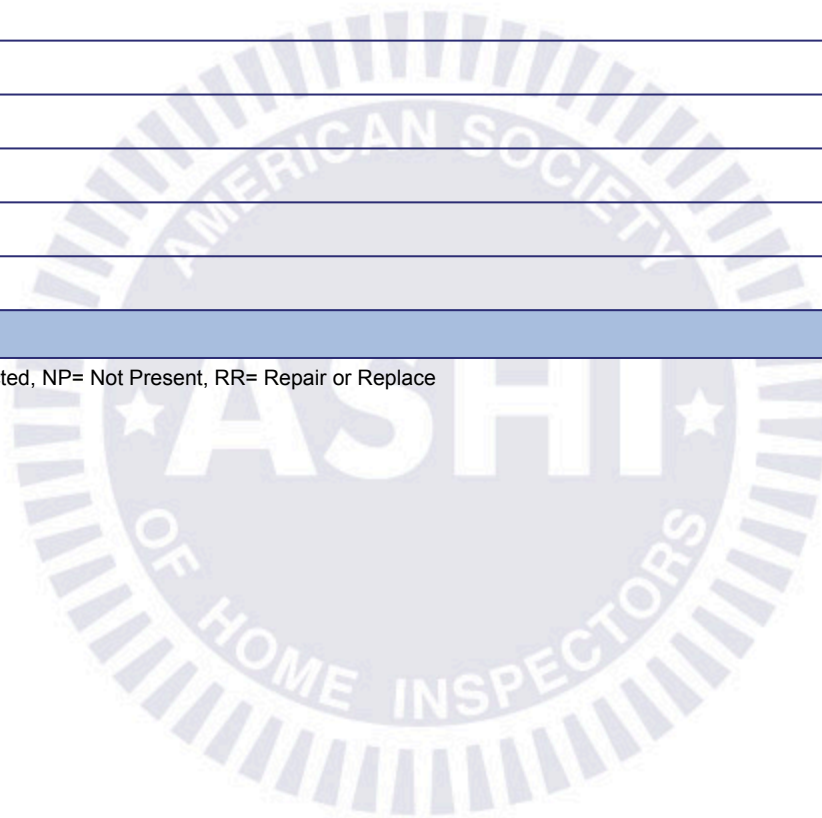 AMERICAN SOCIETY
ted, NP= Not Present, RR= Repair or Replace
ASHI
OF HOME INSPECTORS